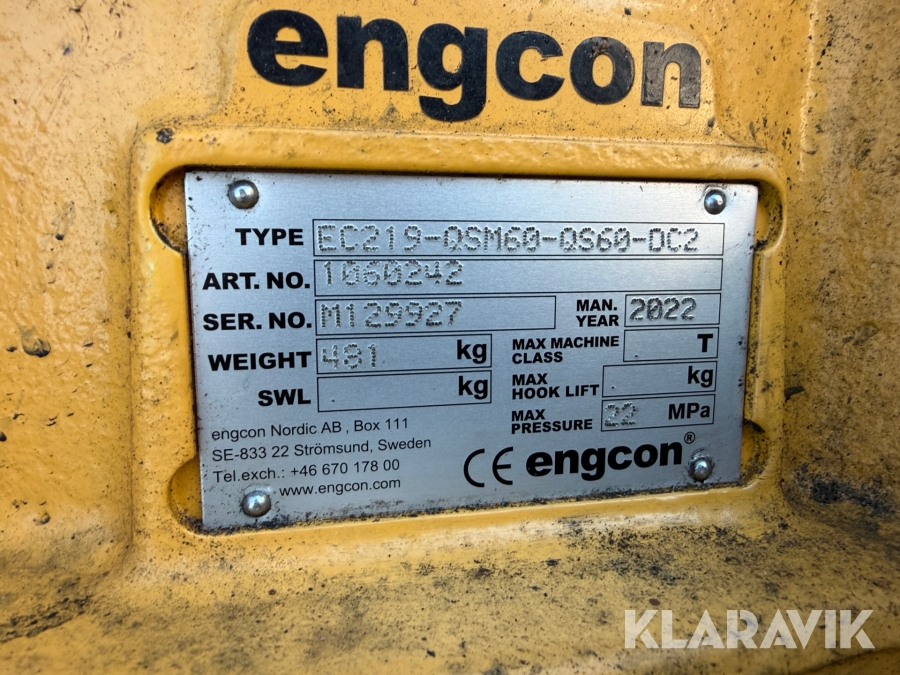 engcon
TYPE EC219-QSM60-QS60-DC2
ART. NO. 1060242
SER. NO. M129927 MAN. YEAR 2022
WEIGHT 481 kg MAX MACHINE CLASS T
SWL . kg MAX HOOK LIFT . kg
MAX PRESSURE 22 MPa
engcon Nordic AB , Box 111
SE-833 22 Strömsund, Sweden
Tel.exch.: +46 670 178 00
www.engcon.com
CE engcon®
KLARAVIK